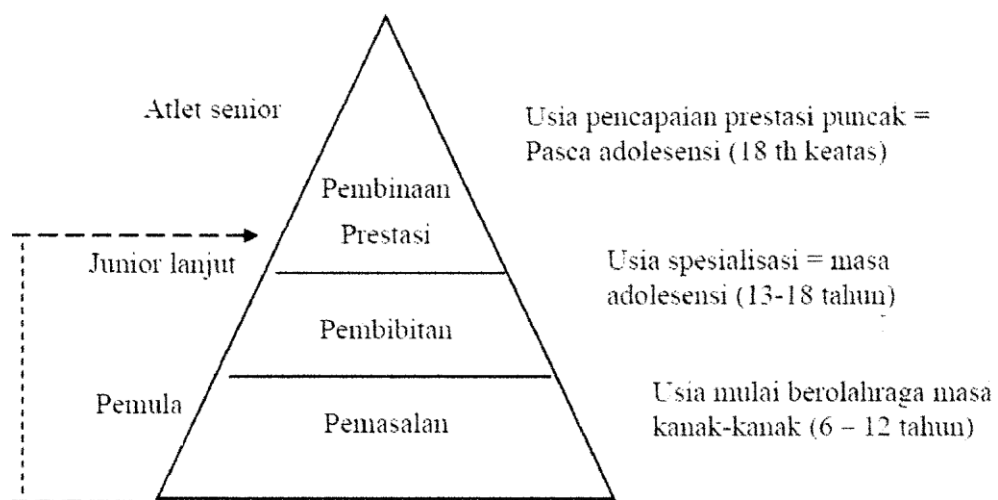 Atlet senior
Usia pencapaian prestasi puncak =
Pasca adolesensi (18 th keatas)
Pembinaan
Prestasi
Junior lanjut
Usia spesialisasi = masa
adolesensi (13-18 tahun)
Pembibitan
Pemula
Pemasalan
Usia mulai berolahraga masa
kanak-kanak (6 – 12 tahun)